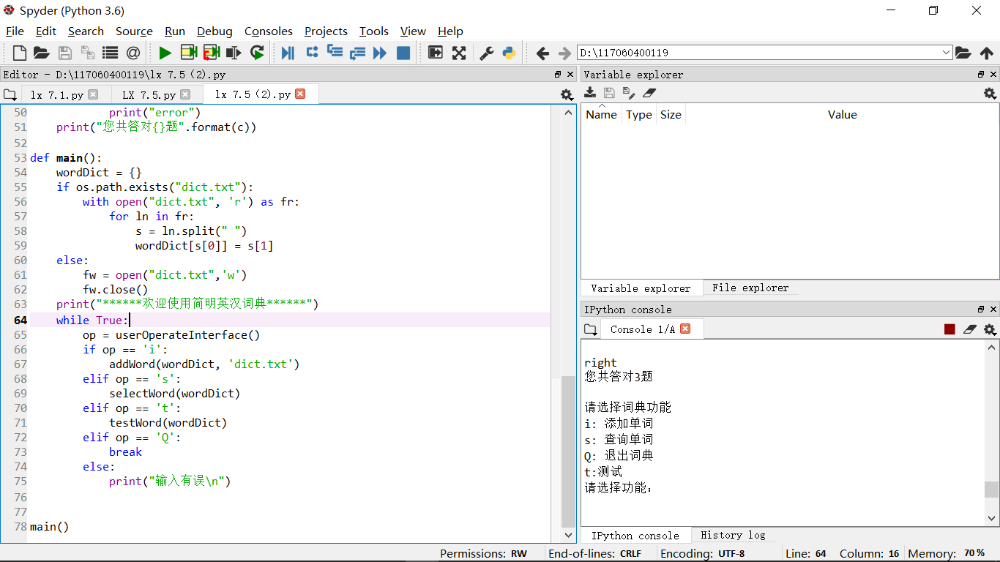 Spyder (Python 3.6)
File Edit Search Source Run Debug Consoles Projects Tools View Help
D:\117060400119
Editor - D:\117060400119\lx 7.5 (2).py
lx 7.1.py LX 7.5.py lx 7.5 (2).py
50 print("error")
51 print("您共答对{}题".format(c))
52
53 def main():
54 wordDict = {}
55 if os.path.exists("dict.txt"):
56 with open("dict.txt", 'r') as fr:
57 for ln in fr:
58 s = ln.split(" ")
59 wordDict[s[0]] = s[1]
60 else:
61 fw = open("dict.txt",'w')
62 fw.close()
63 print("******欢迎使用简明英汉词典******")
64 while True:
65 op = userOperateInterface()
66 if op == 'i':
67 addWord(wordDict, 'dict.txt')
68 elif op == 's':
69 selectWord(wordDict)
70 elif op == 't':
71 testWord(wordDict)
72 elif op == 'Q':
73 break
74 else:
75 print("输入有误\n")
76
77
78 main()
Variable explorer
Name Type Size Value
Variable explorer File explorer
IPython console
Console 1/A
right
您共答对3题
请选择词典功能
i: 添加单词
s: 查询单词
Q: 退出词典
t:测试
请选择功能:
IPython console History log
Permissions: RW End-of-lines: CRLF Encoding: UTF-8 Line: 64 Column: 16 Memory: 70 %